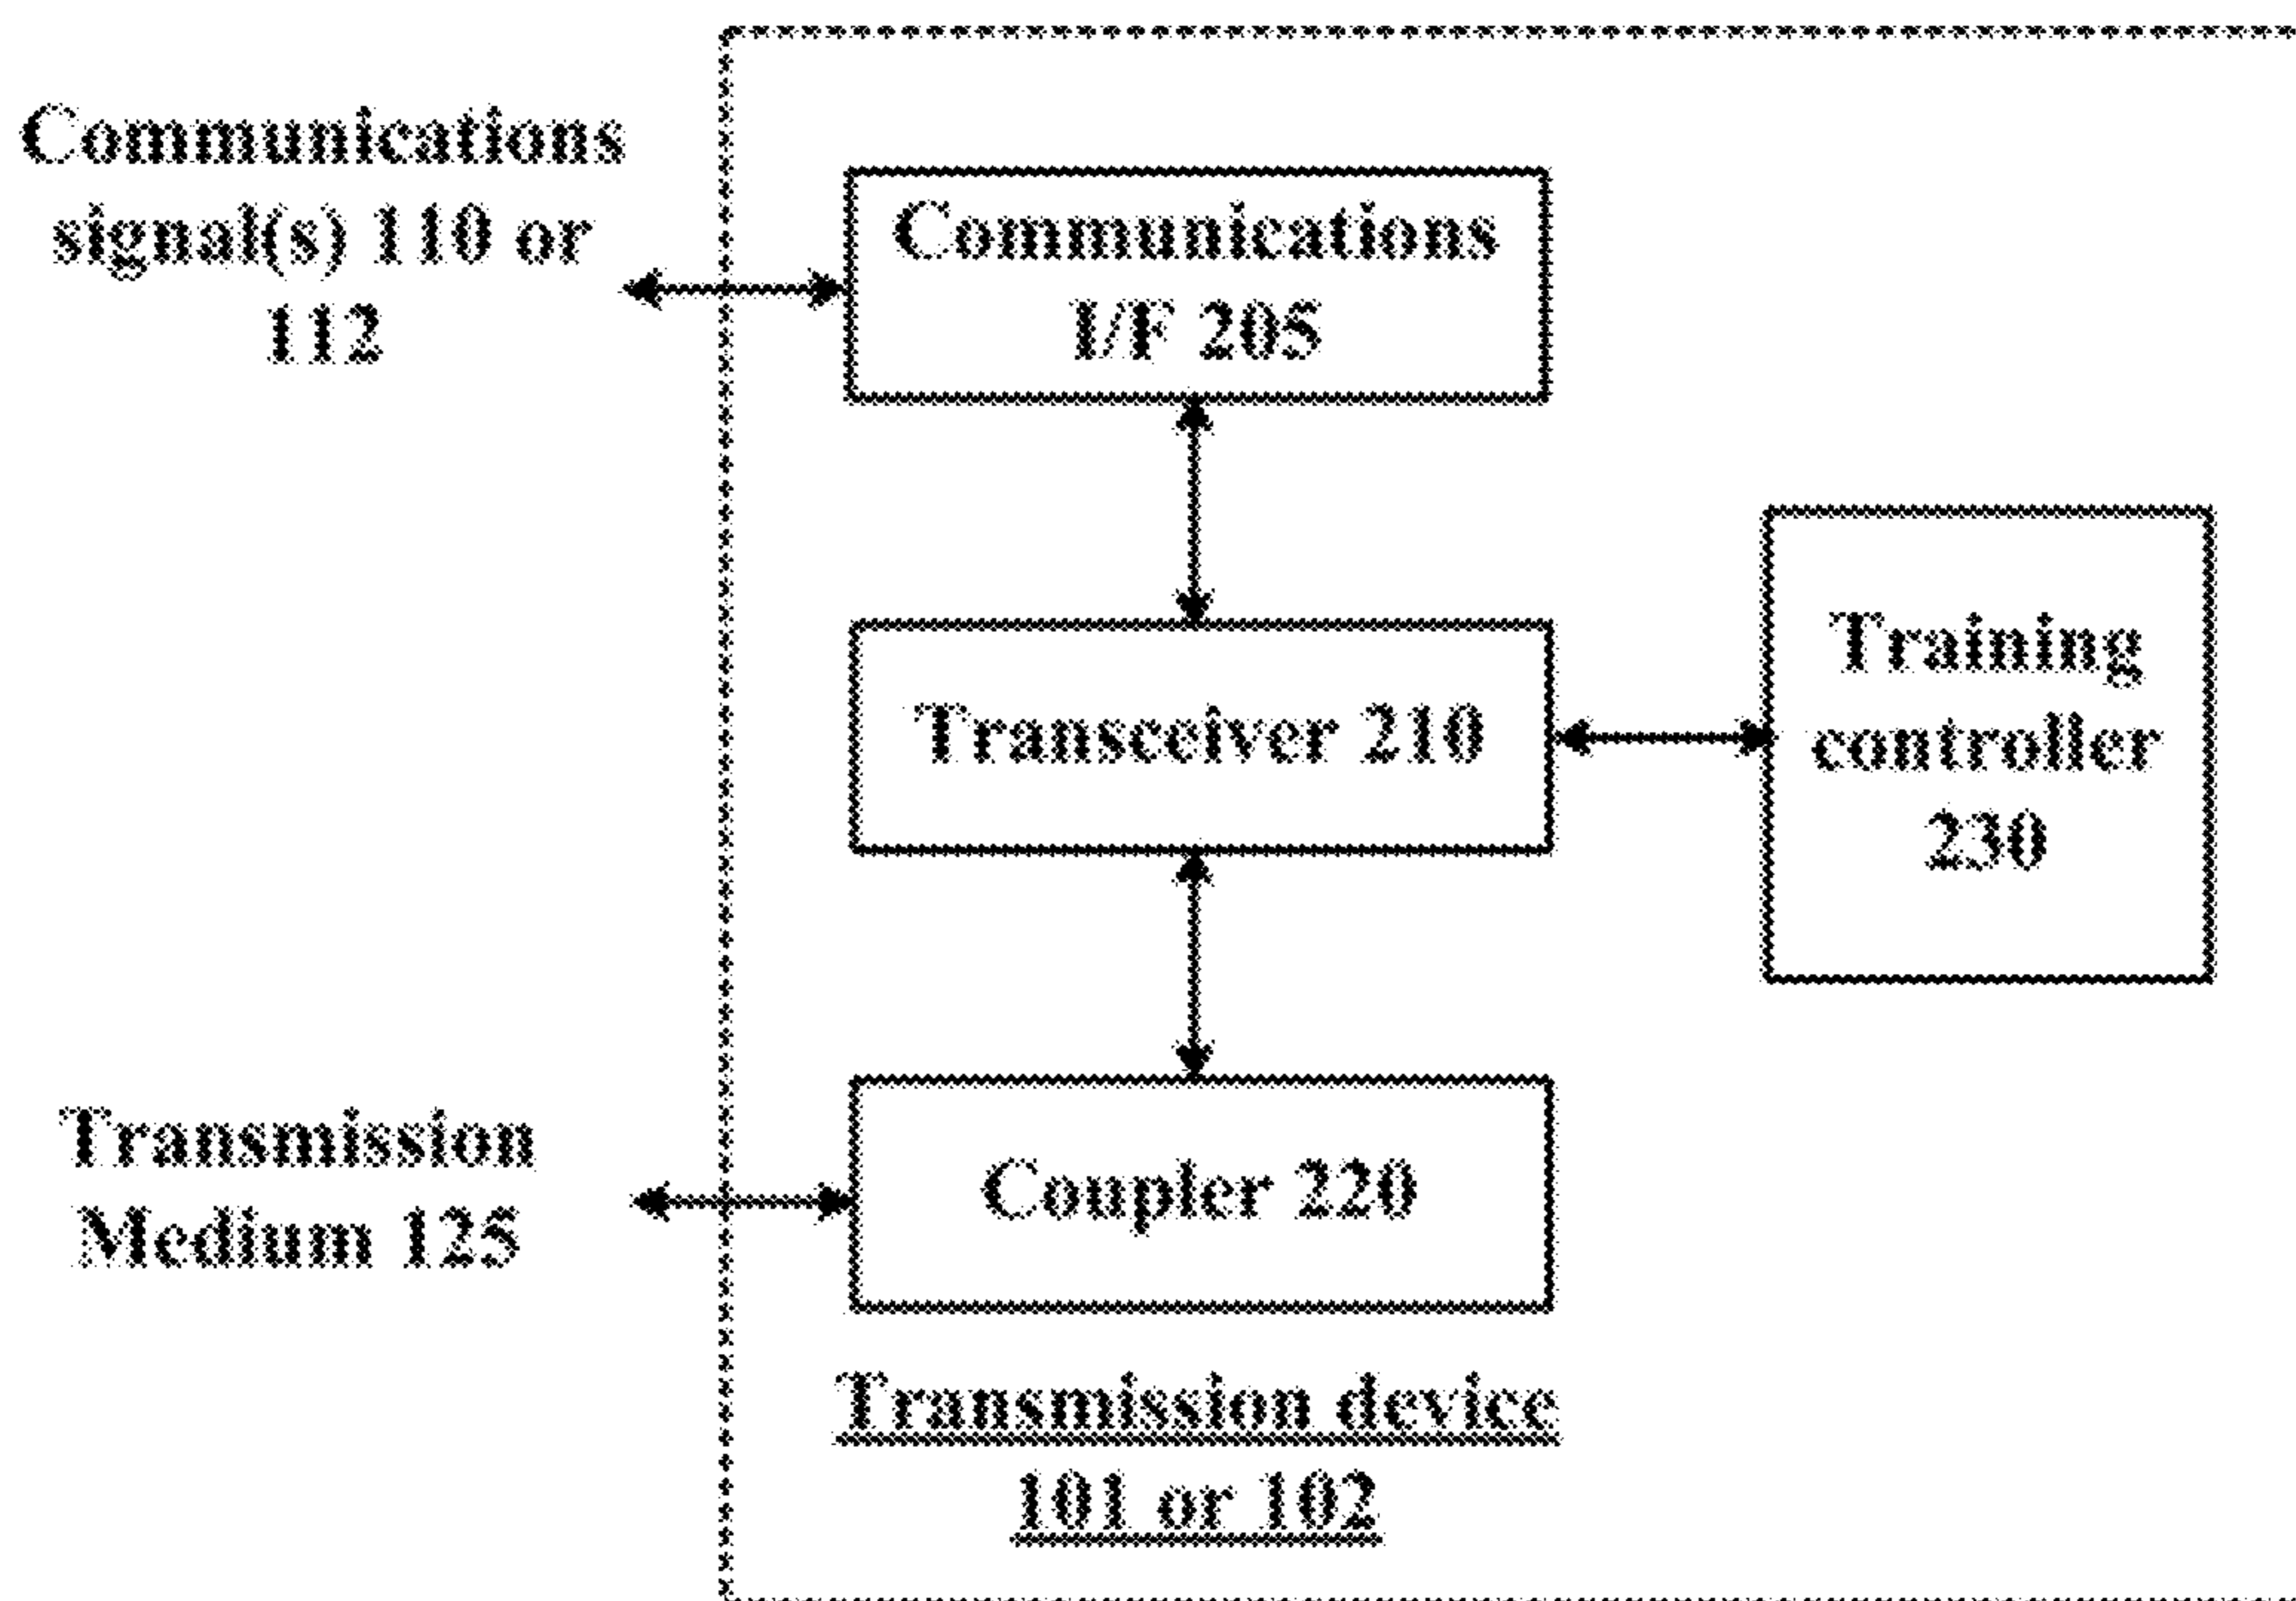 Communications
signal(s) 110 or
112
Communications
I/F 205
Transceiver 210
Training
controller
230
Transmission
Medium 125
Coupler 220
Transmission device
101 or 102